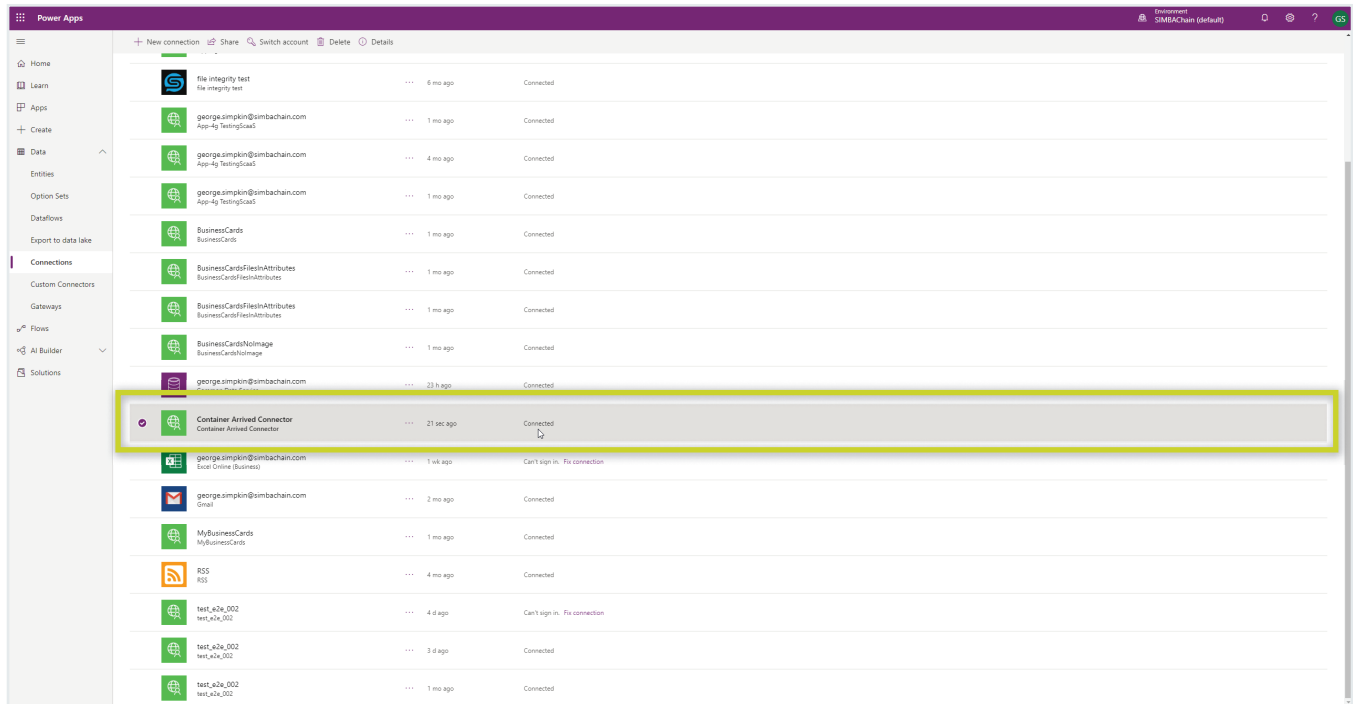 Power Apps
Environment
SIMBAChain (default)
?
GS
New connection Share Switch account Delete Details
Home
Learn
Apps
Create
Data
Entities
Option Sets
Dataflows
Export to data lake
Connections
Custom Connectors
Gateways
Flows
AI Builder
Solutions
file integrity test
file integrity test
... 6 mo ago Connected
george.simpkin@simbachain.com
App-4g TestingScaaS
... 1 mo ago Connected
george.simpkin@simbachain.com
App-4g TestingScaaS
... 4 mo ago Connected
george.simpkin@simbachain.com
App-4g TestingScaaS
... 1 mo ago Connected
BusinessCards
BusinessCards
... 1 mo ago Connected
BusinessCardsFilesInAttributes
BusinessCardsFilesInAttributes
... 1 mo ago Connected
BusinessCardsFilesInAttributes
BusinessCardsFilesInAttributes
... 1 mo ago Connected
BusinessCardsNoImage
BusinessCardsNoImage
... 1 mo ago Connected
george.simpkin@simbachain.com
... 23 h ago Connected
Container Arrived Connector
Container Arrived Connector
... 21 sec ago Connected
george.simpkin@simbachain.com
Excel Online (Business)
... 1 wk ago Can't sign in. Fix connection
george.simpkin@simbachain.com
Gmail
... 2 mo ago Connected
MyBusinessCards
MyBusinessCards
... 1 mo ago Connected
RSS
RSS
... 4 mo ago Connected
test_e2e_002
test_e2e_002
... 4 d ago Can't sign in. Fix connection
test_e2e_002
test_e2e_002
... 3 d ago Connected
test_e2e_002
test_e2e_002
... 1 mo ago Connected